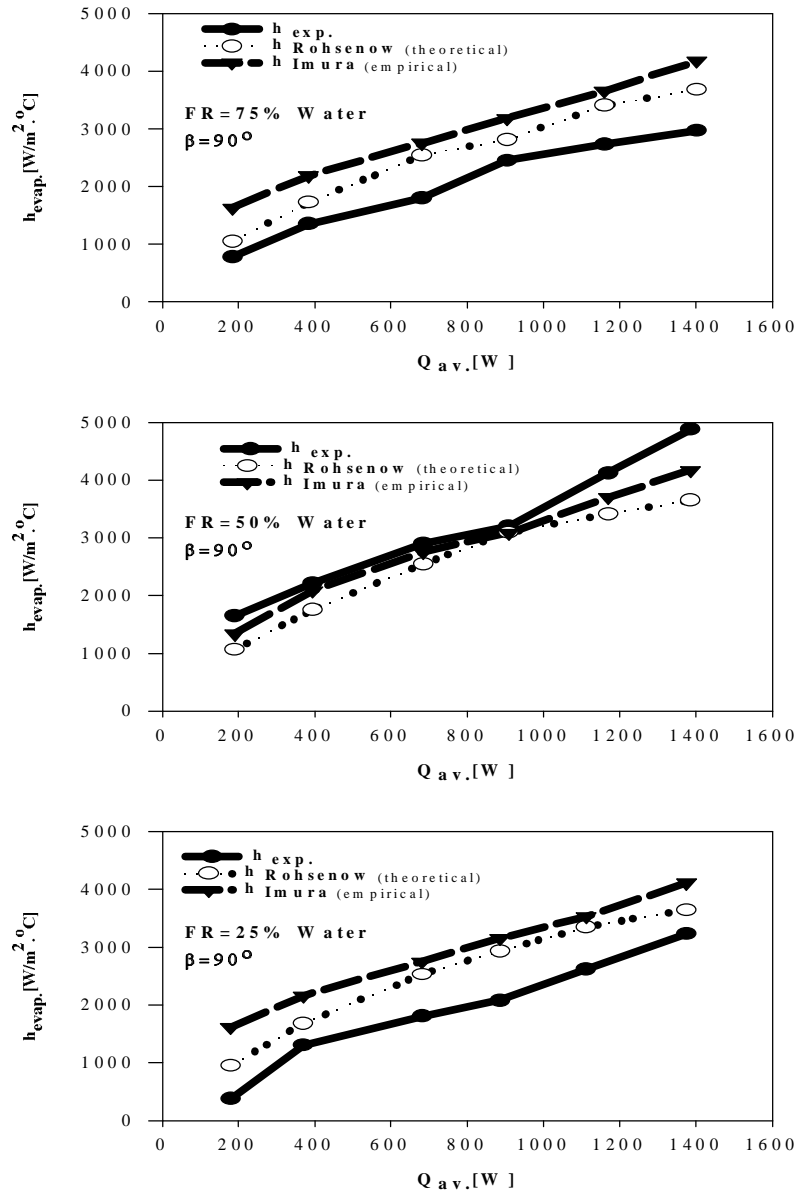 5000
4000
3000
2000
1000
0
h exp.
h Rohsenow (theoretical)
h Imura (empirical)
FR=75% Water
β=90°
hevap.[W/m².°C]
0 200 400 600 800 1000 1200 1400 1600
Q av.[W ]
5000
4000
3000
2000
1000
0
h exp.
h Rohsenow (theoretical)
h Imura (empirical)
FR=50% Water
β=90°
hevap.[W/m².°C]
0 200 400 600 800 1000 1200 1400 1600
Q av.[W ]
5000
4000
3000
2000
1000
0
h exp.
h Rohsenow (theoretical)
h Imura (empirical)
FR=25% Water
β=90°
hevap.[W/m².°C]
0 200 400 600 800 1000 1200 1400 1600
Q av.[W ]